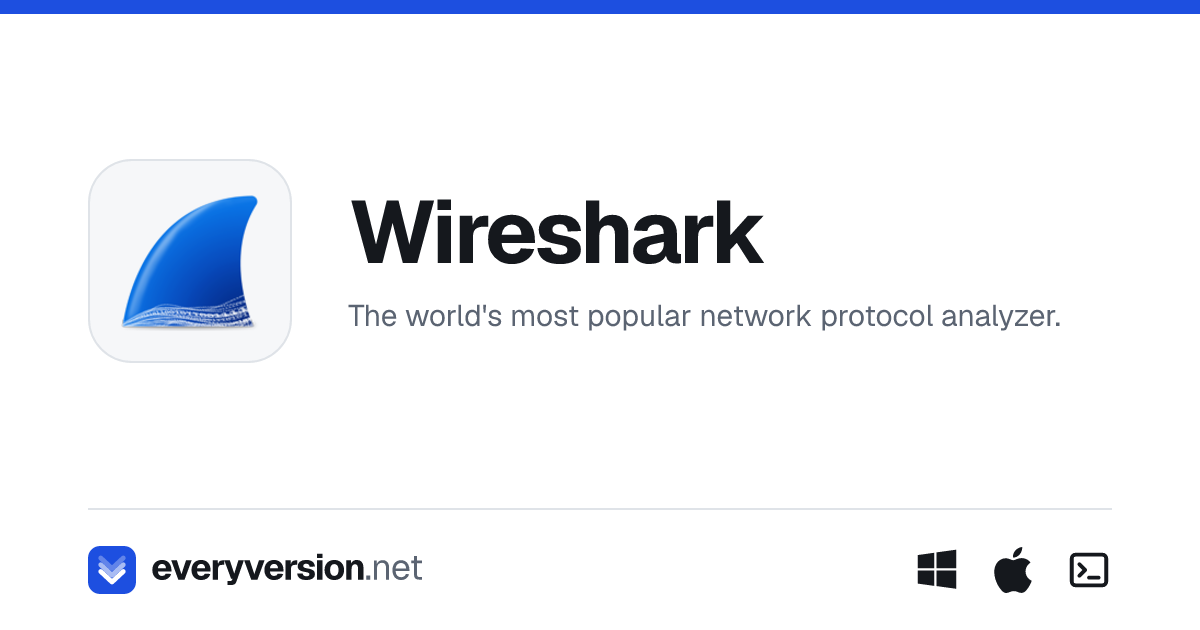 Wireshark
The world's most popular network protocol analyzer.
everyversion.net